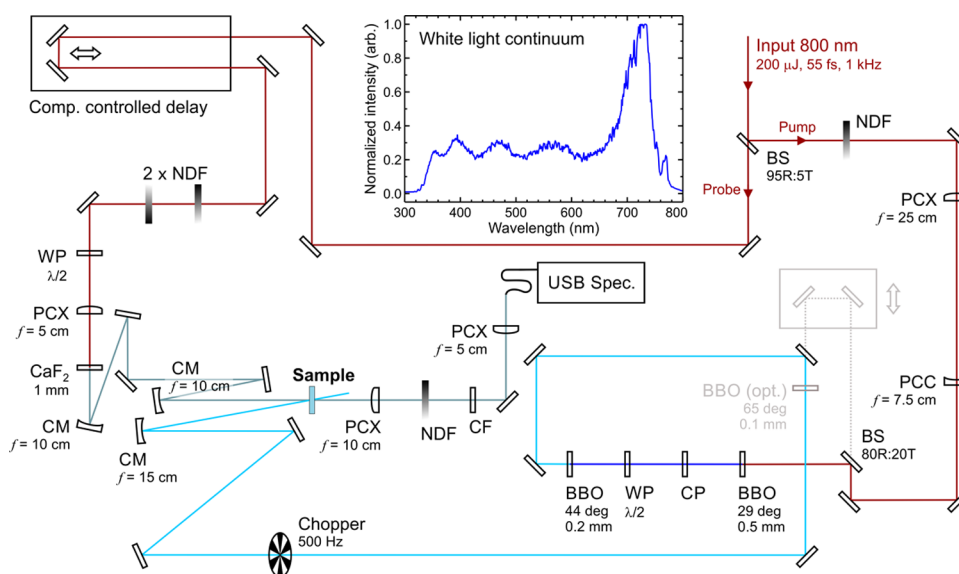 Comp. controlled delay
White light continuum
Normalized intensity (arb.)
1.0
0.8
0.6
0.4
0.2
0.0
300
400
500
600
700
800
Wavelength (nm)
Input 800 nm
200 µJ, 55 fs, 1 kHz
Pump
NDF
BS
95R:5T
Probe
PCX
f = 25 cm
2 x NDF
WP
λ/2
PCX
f = 5 cm
CaF2
1 mm
CM
f = 10 cm
CM
f = 10 cm
Sample
CM
f = 15 cm
PCX
f = 10 cm
NDF
CF
PCX
f = 5 cm
USB Spec.
BBO (opt.)
65 deg
0.1 mm
PCC
f = 7.5 cm
BS
80R:20T
BBO
44 deg
0.2 mm
WP
λ/2
CP
BBO
29 deg
0.5 mm
Chopper
500 Hz